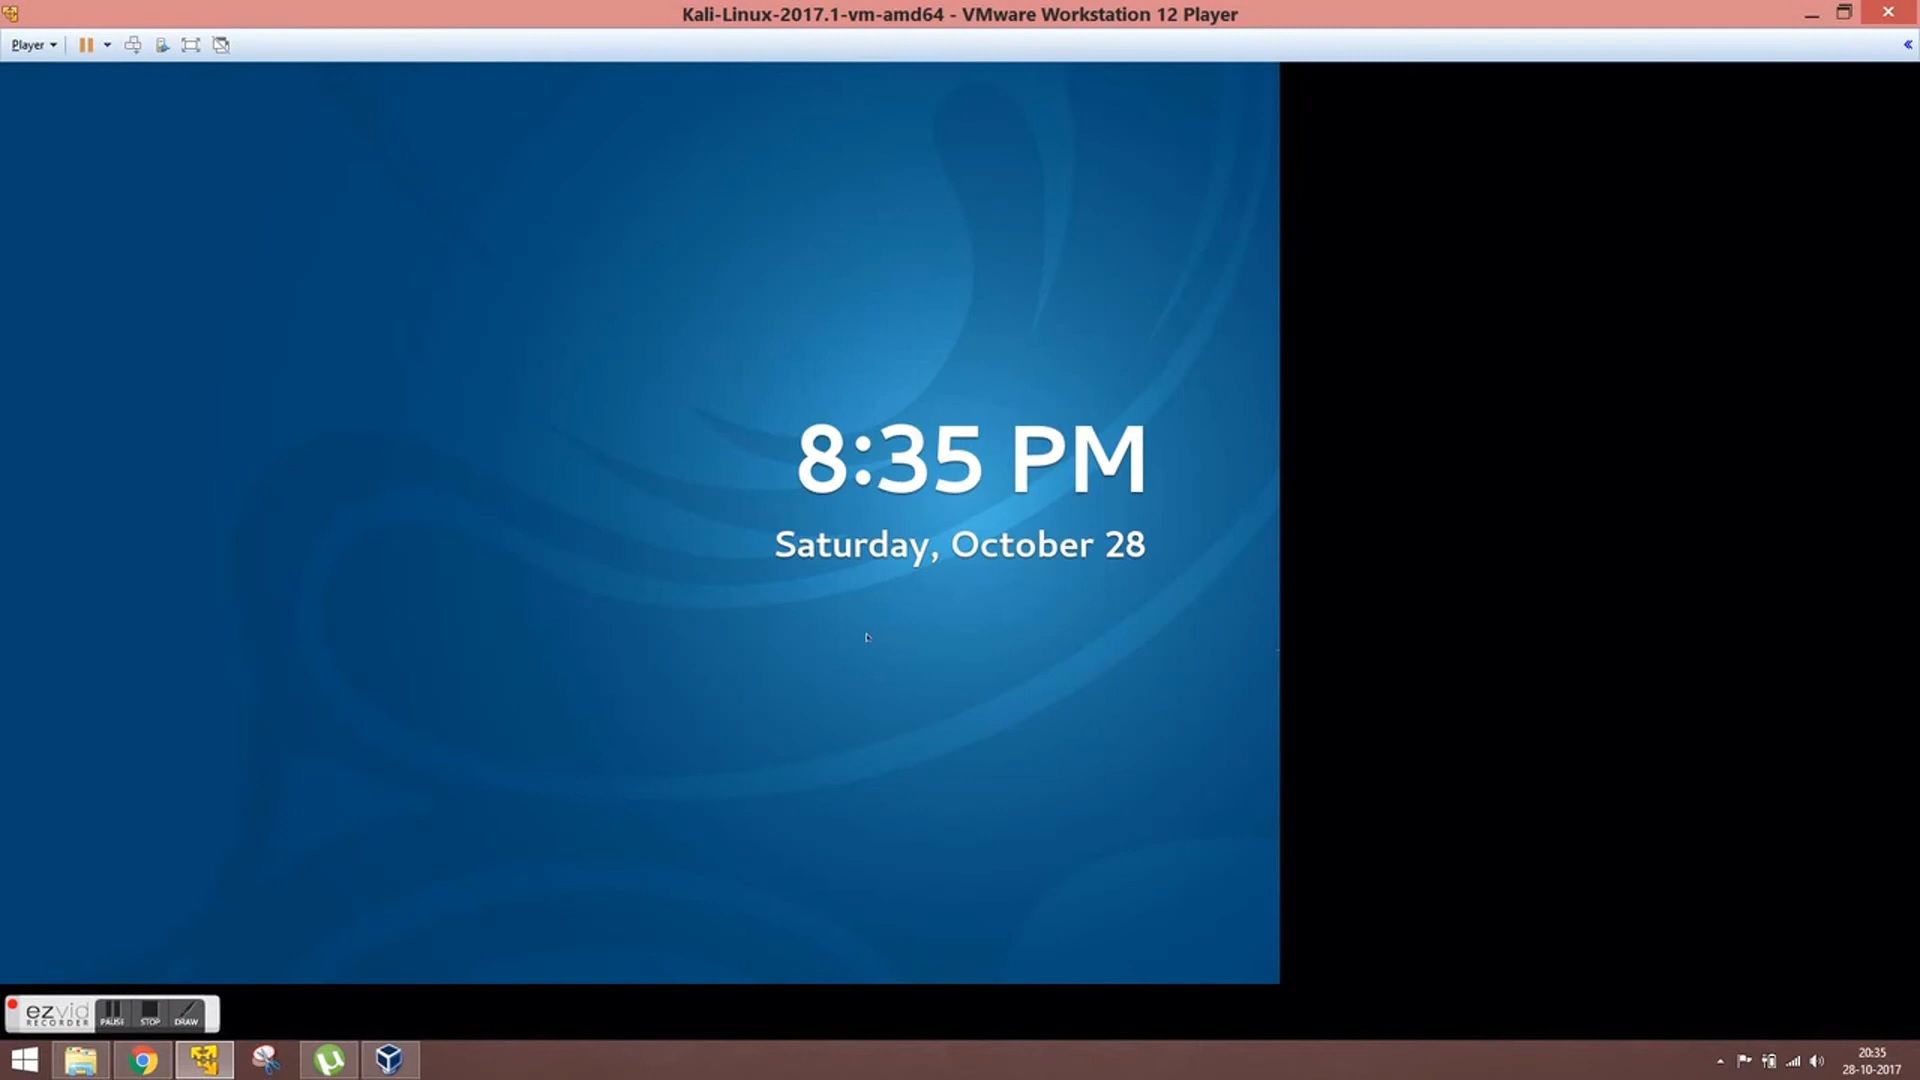 Kali-Linux-2017.1-vm-amd64 - VMware Workstation 12 Player
Player
8:35 PM
Saturday, October 28
ezvid
RECORDER
PAUSE
STOP
DRAW
20:35
28-10-2017